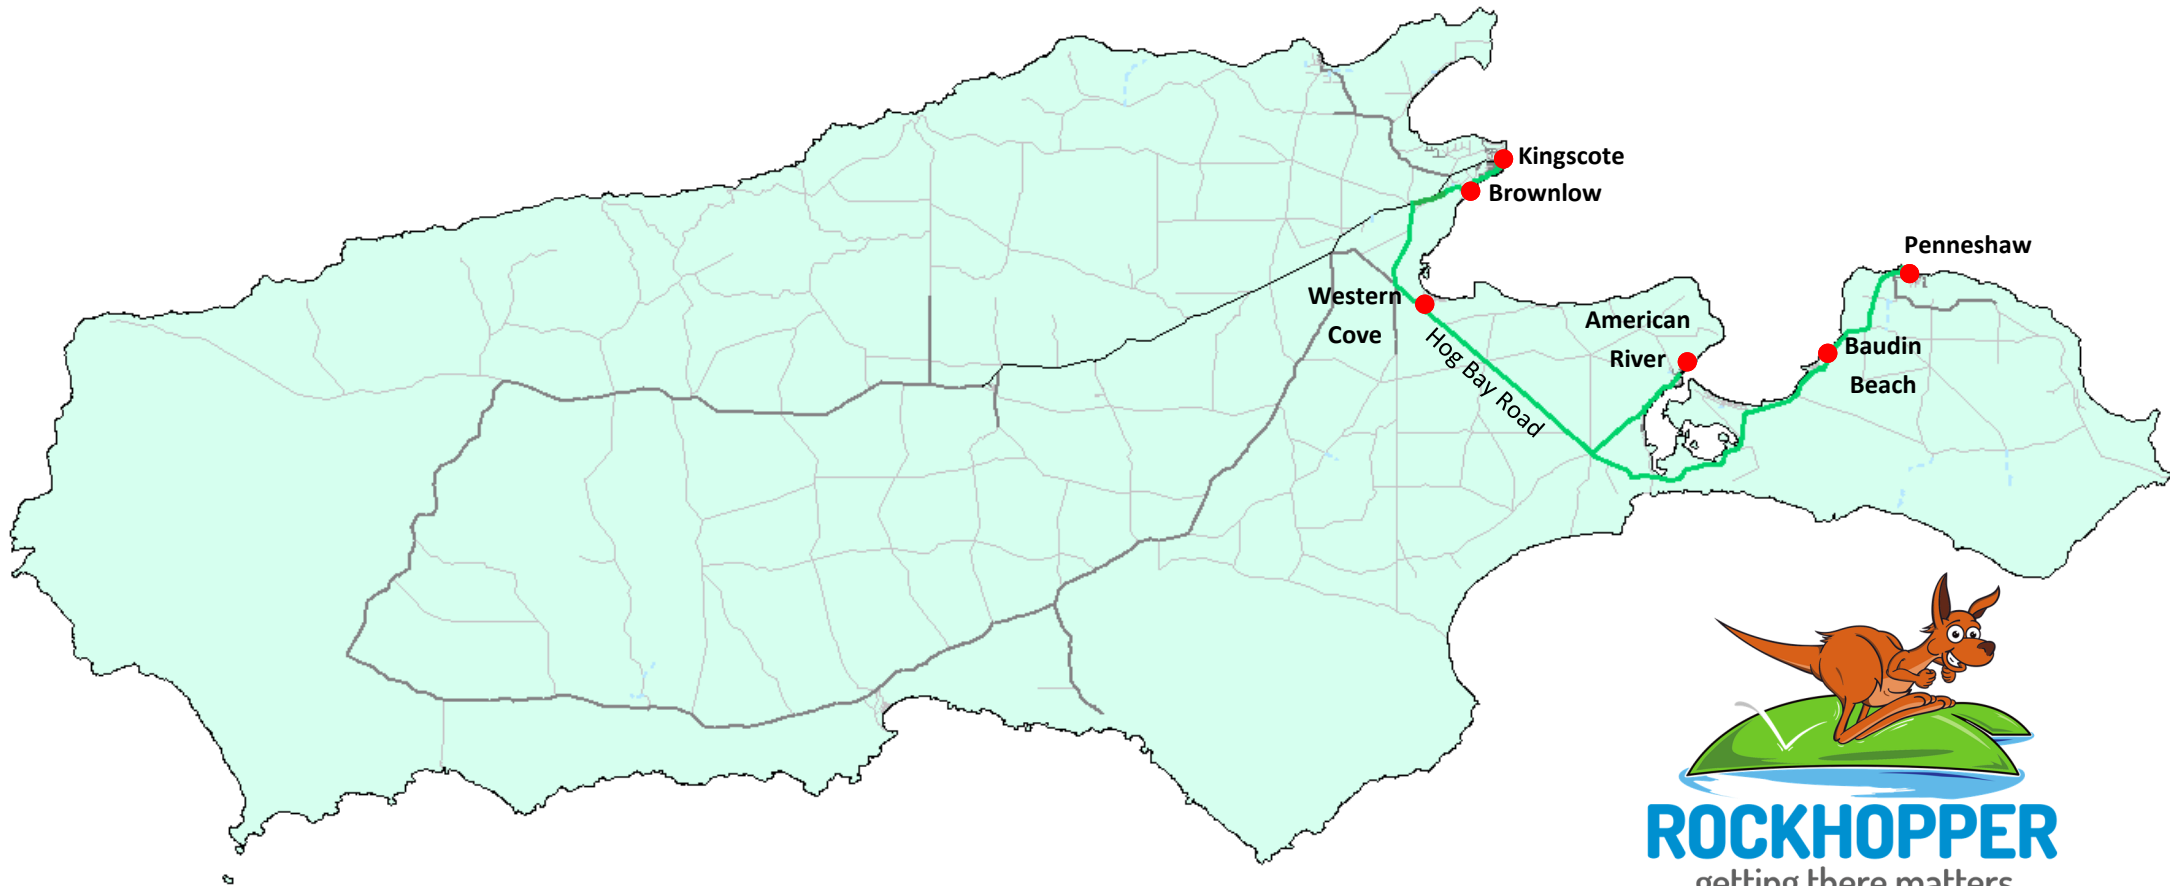 Kingscote
Brownlow
Penneshaw
Western
Cove
American
River
Hog Bay Road
Baudin
Beach
ROCKHOPPER
getting there matters